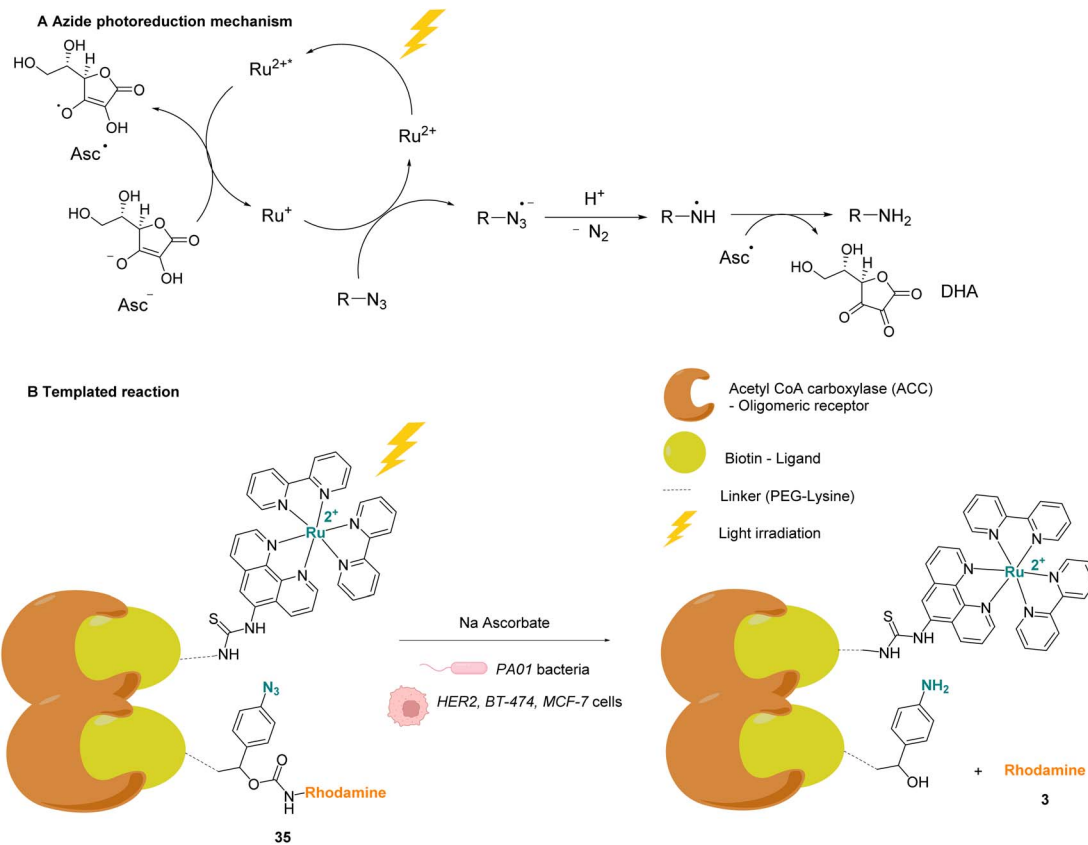 A Azide photoreduction mechanism
OH
HO
H
O
O
O
OH
Asc•
Ru2+*
Ru2+
Ru+
OH
HO
H
O
O
−O
OH
Asc−
R−N3
R−N3•−
H+
− N2
R−N•H
Asc•
R−NH2
OH
HO
H
O
O
O
O
DHA
B Templated reaction
Acetyl CoA carboxylase (ACC)
- Oligomeric receptor
Biotin - Ligand
Linker (PEG-Lysine)
Light irradiation
N
N
2+
Ru
N
N
N
N
S
NH
NH
N3
O
O
N
H
Rhodamine
35
Na Ascorbate
PA01 bacteria
HER2, BT-474, MCF-7 cells
N
N
2+
Ru
N
N
N
N
S
NH
NH
NH2
OH
+ Rhodamine
3